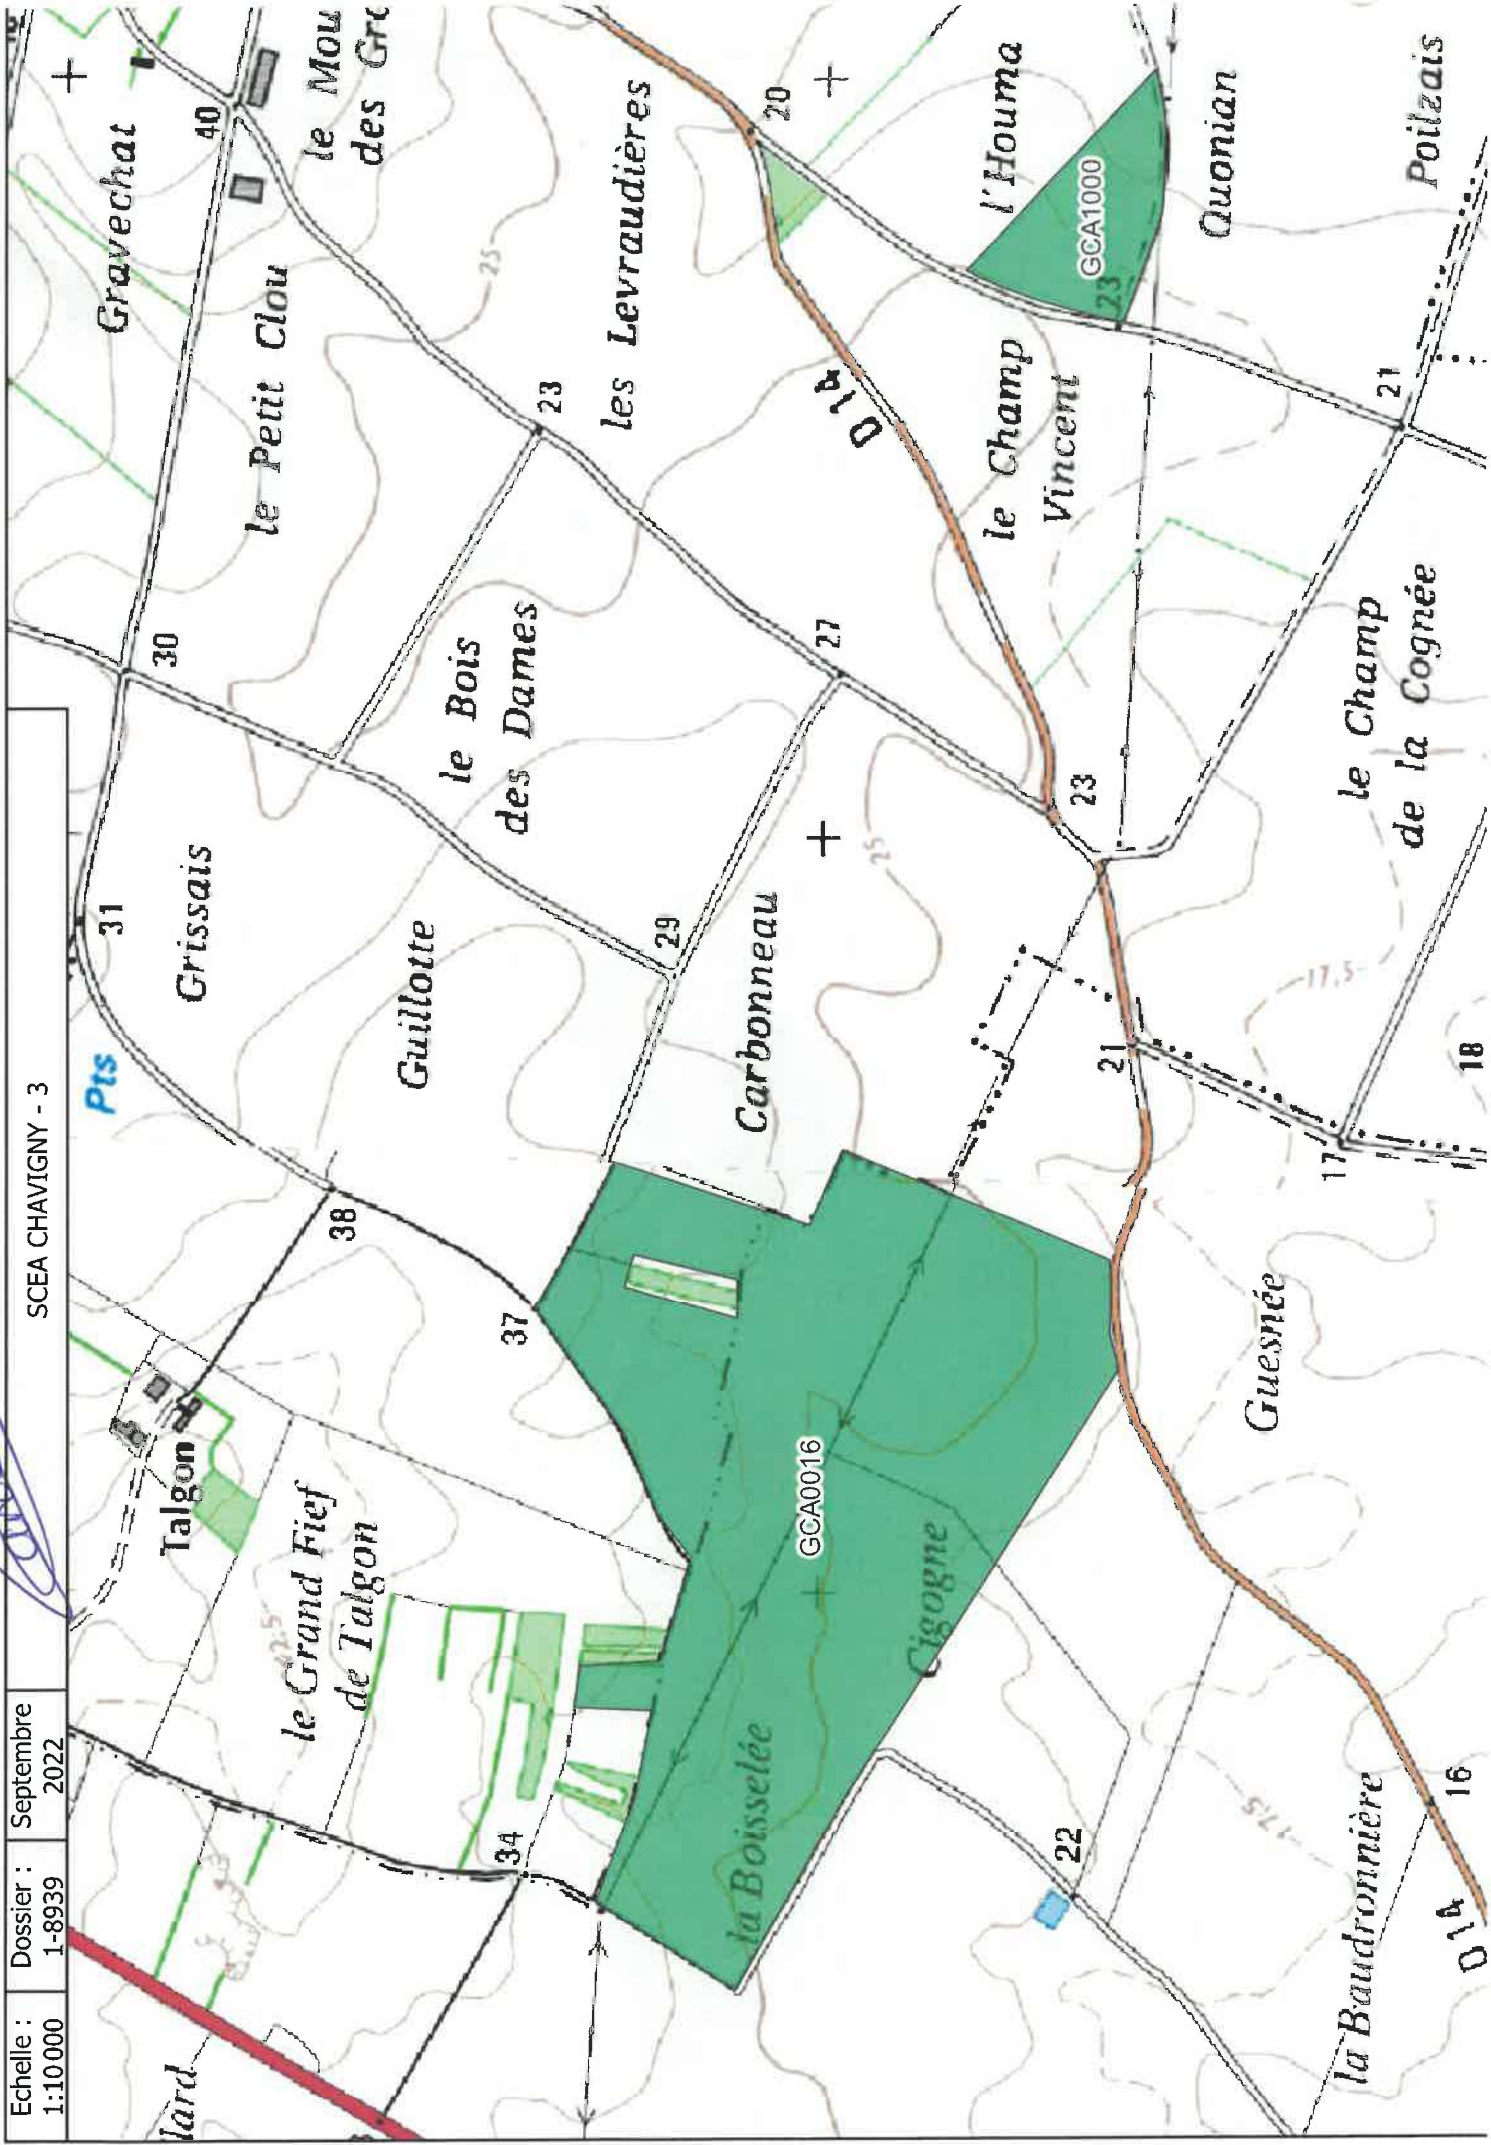 Echelle :
1:10 000
Dossier :
1-8939
Septembre
2022
SCEA CHAVIGNY - 3
lard
Talgon
le Grand Fief
de Talgon
22.5
34
38
37
Pts
31
Grissais
Guillotte
30
Gravechat
40
le Petit Clou
le Mou
des Gr
25
23
les Levraudières
le Bois
des Dames
29
27
Carbonneau
25
20
D 14
l'Houma
GCA1000
23
Quonian
Poilzais
le Champ
Vincent
21
23
le Champ
de la Cognée
17,5
21
17
18
GCA0016
Cigogne
la Boisselée
Guesnée
22
17,5
la Baudronnière
16
D 14